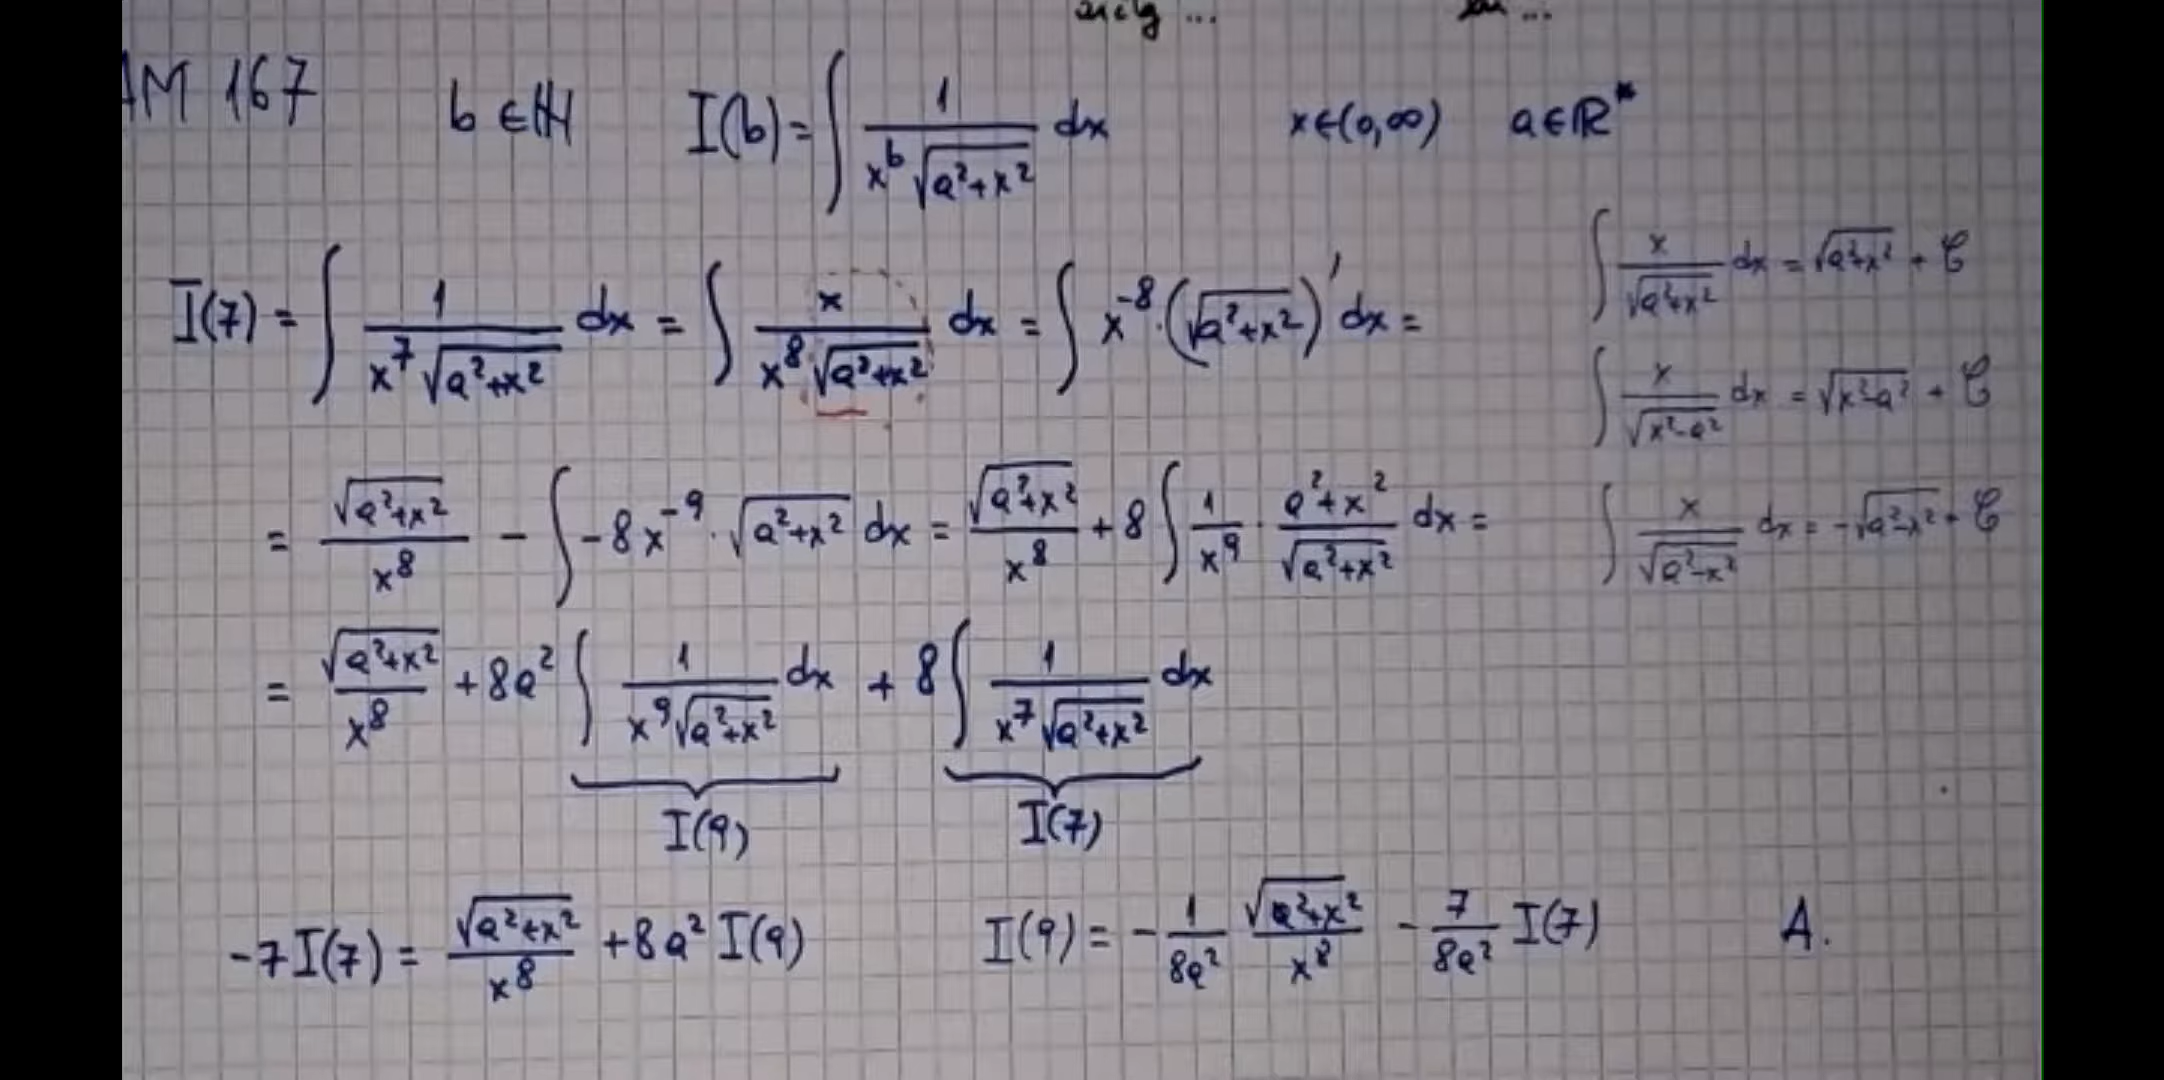 arctg ...
AM 167 b ∈ ℕ I(b) = ∫ 1/(x^b √(a²+x²)) dx x∈(0,∞) a∈ℝ*
I(7) = ∫ 1/(x⁷√(a²+x²)) dx = ∫ x/(x⁸√(a²+x²)) dx = ∫ x⁻⁸·(√(a²+x²))' dx =
= √(a²+x²)/x⁸ - ∫ -8x⁻⁹·√(a²+x²) dx = √(a²+x²)/x⁸ + 8∫ 1/x⁹ · (a²+x²)/√(a²+x²) dx =
= √(a²+x²)/x⁸ + 8a² ∫ 1/(x⁹√(a²+x²)) dx + 8∫ 1/(x⁷√(a²+x²)) dx
I(9) I(7)
-7I(7) = √(a²+x²)/x⁸ + 8a² I(9) I(9) = - 1/(8a²) √(a²+x²)/x⁸ - 7/(8a²) I(7) A.
∫ x/√(a²+x²) dx = √(a²+x²) + C
∫ x/√(x²-a²) dx = √(x²-a²) + C
∫ x/√(a²-x²) dx = -√(a²-x²) + C